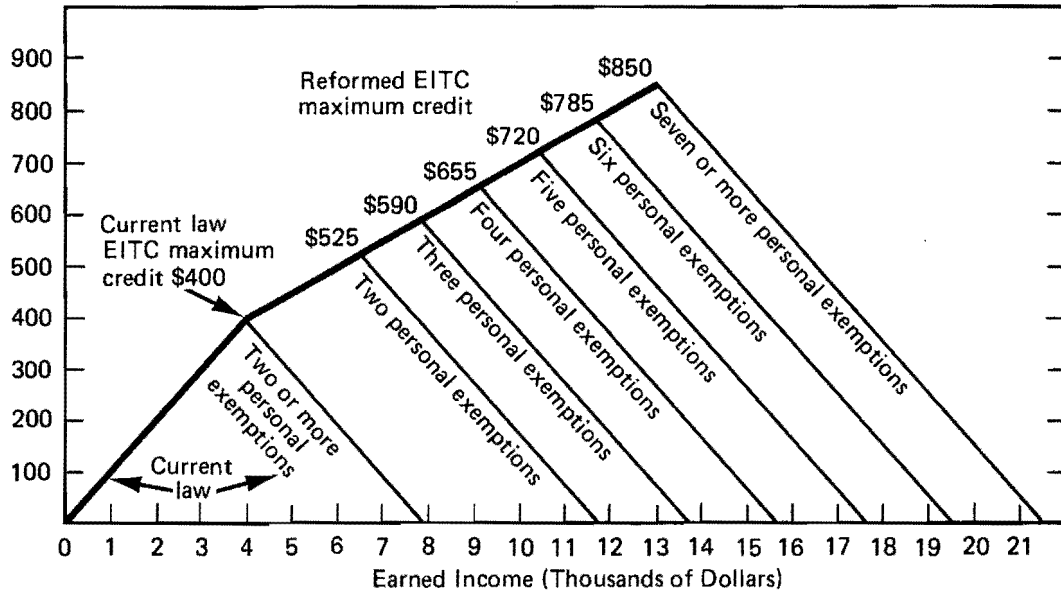 900
800
700
600
500
400
300
200
100
Reformed EITC
maximum credit
$850
$785
$720
$655
$590
$525
Current law
EITC maximum
credit $400
Two or more
personal
exemptions
Two personal exemptions
Three personal exemptions
Four personal exemptions
Five personal exemptions
Six personal exemptions
Seven or more personal exemptions
Current
law
0 1 2 3 4 5 6 7 8 9 10 11 12 13 14 15 16 17 18 19 20 21
Earned Income (Thousands of Dollars)